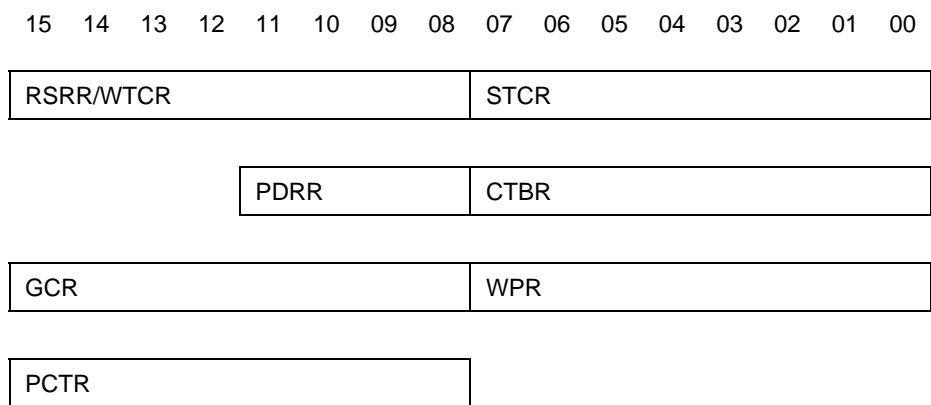 15 14 13 12 11 10 09 08 07 06 05 04 03 02 01 00
RSRR/WTCR STCR
PDRR CTBR
GCR WPR
PCTR